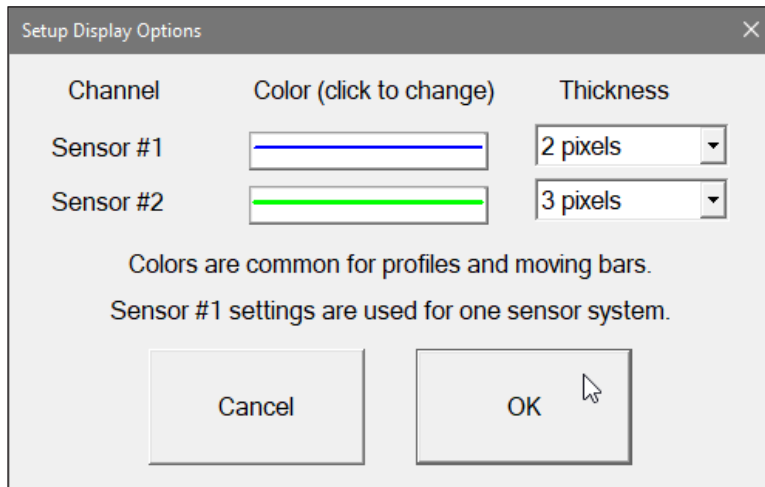 Setup Display Options
Channel Color (click to change) Thickness
Sensor #1 2 pixels
Sensor #2 3 pixels
Colors are common for profiles and moving bars.
Sensor #1 settings are used for one sensor system.
Cancel OK